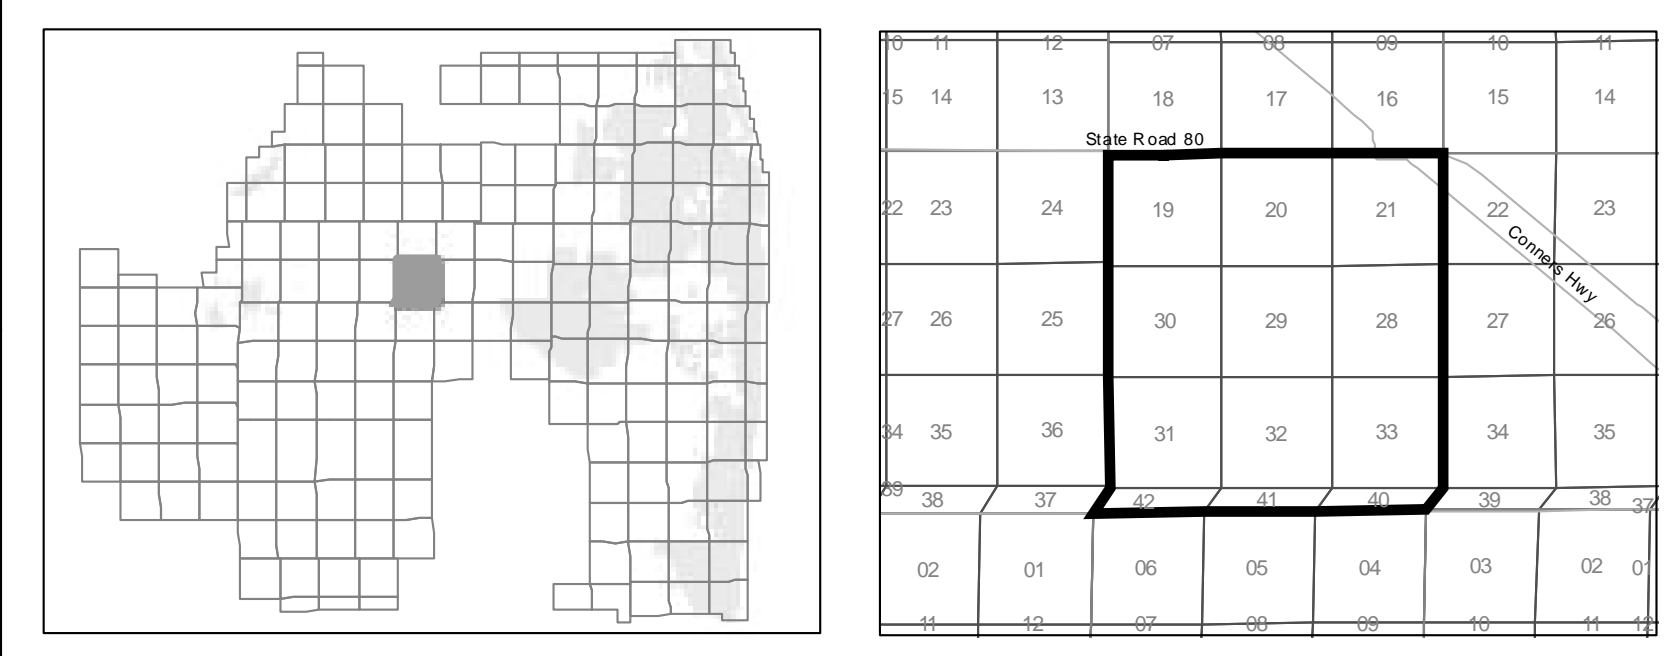 10 11 12 07 08 09 10 11
15 14 13 18 17 16 15 14
State Road 80
22 23 24 19 20 21 22 23
Conners Hwy
27 26 25 30 29 28 27 26
34 35 36 31 32 33 34 35
39 38 37 42 41 40 39 38 37
02 01 06 05 04 03 02 01
11 12 07 08 09 10 11 12